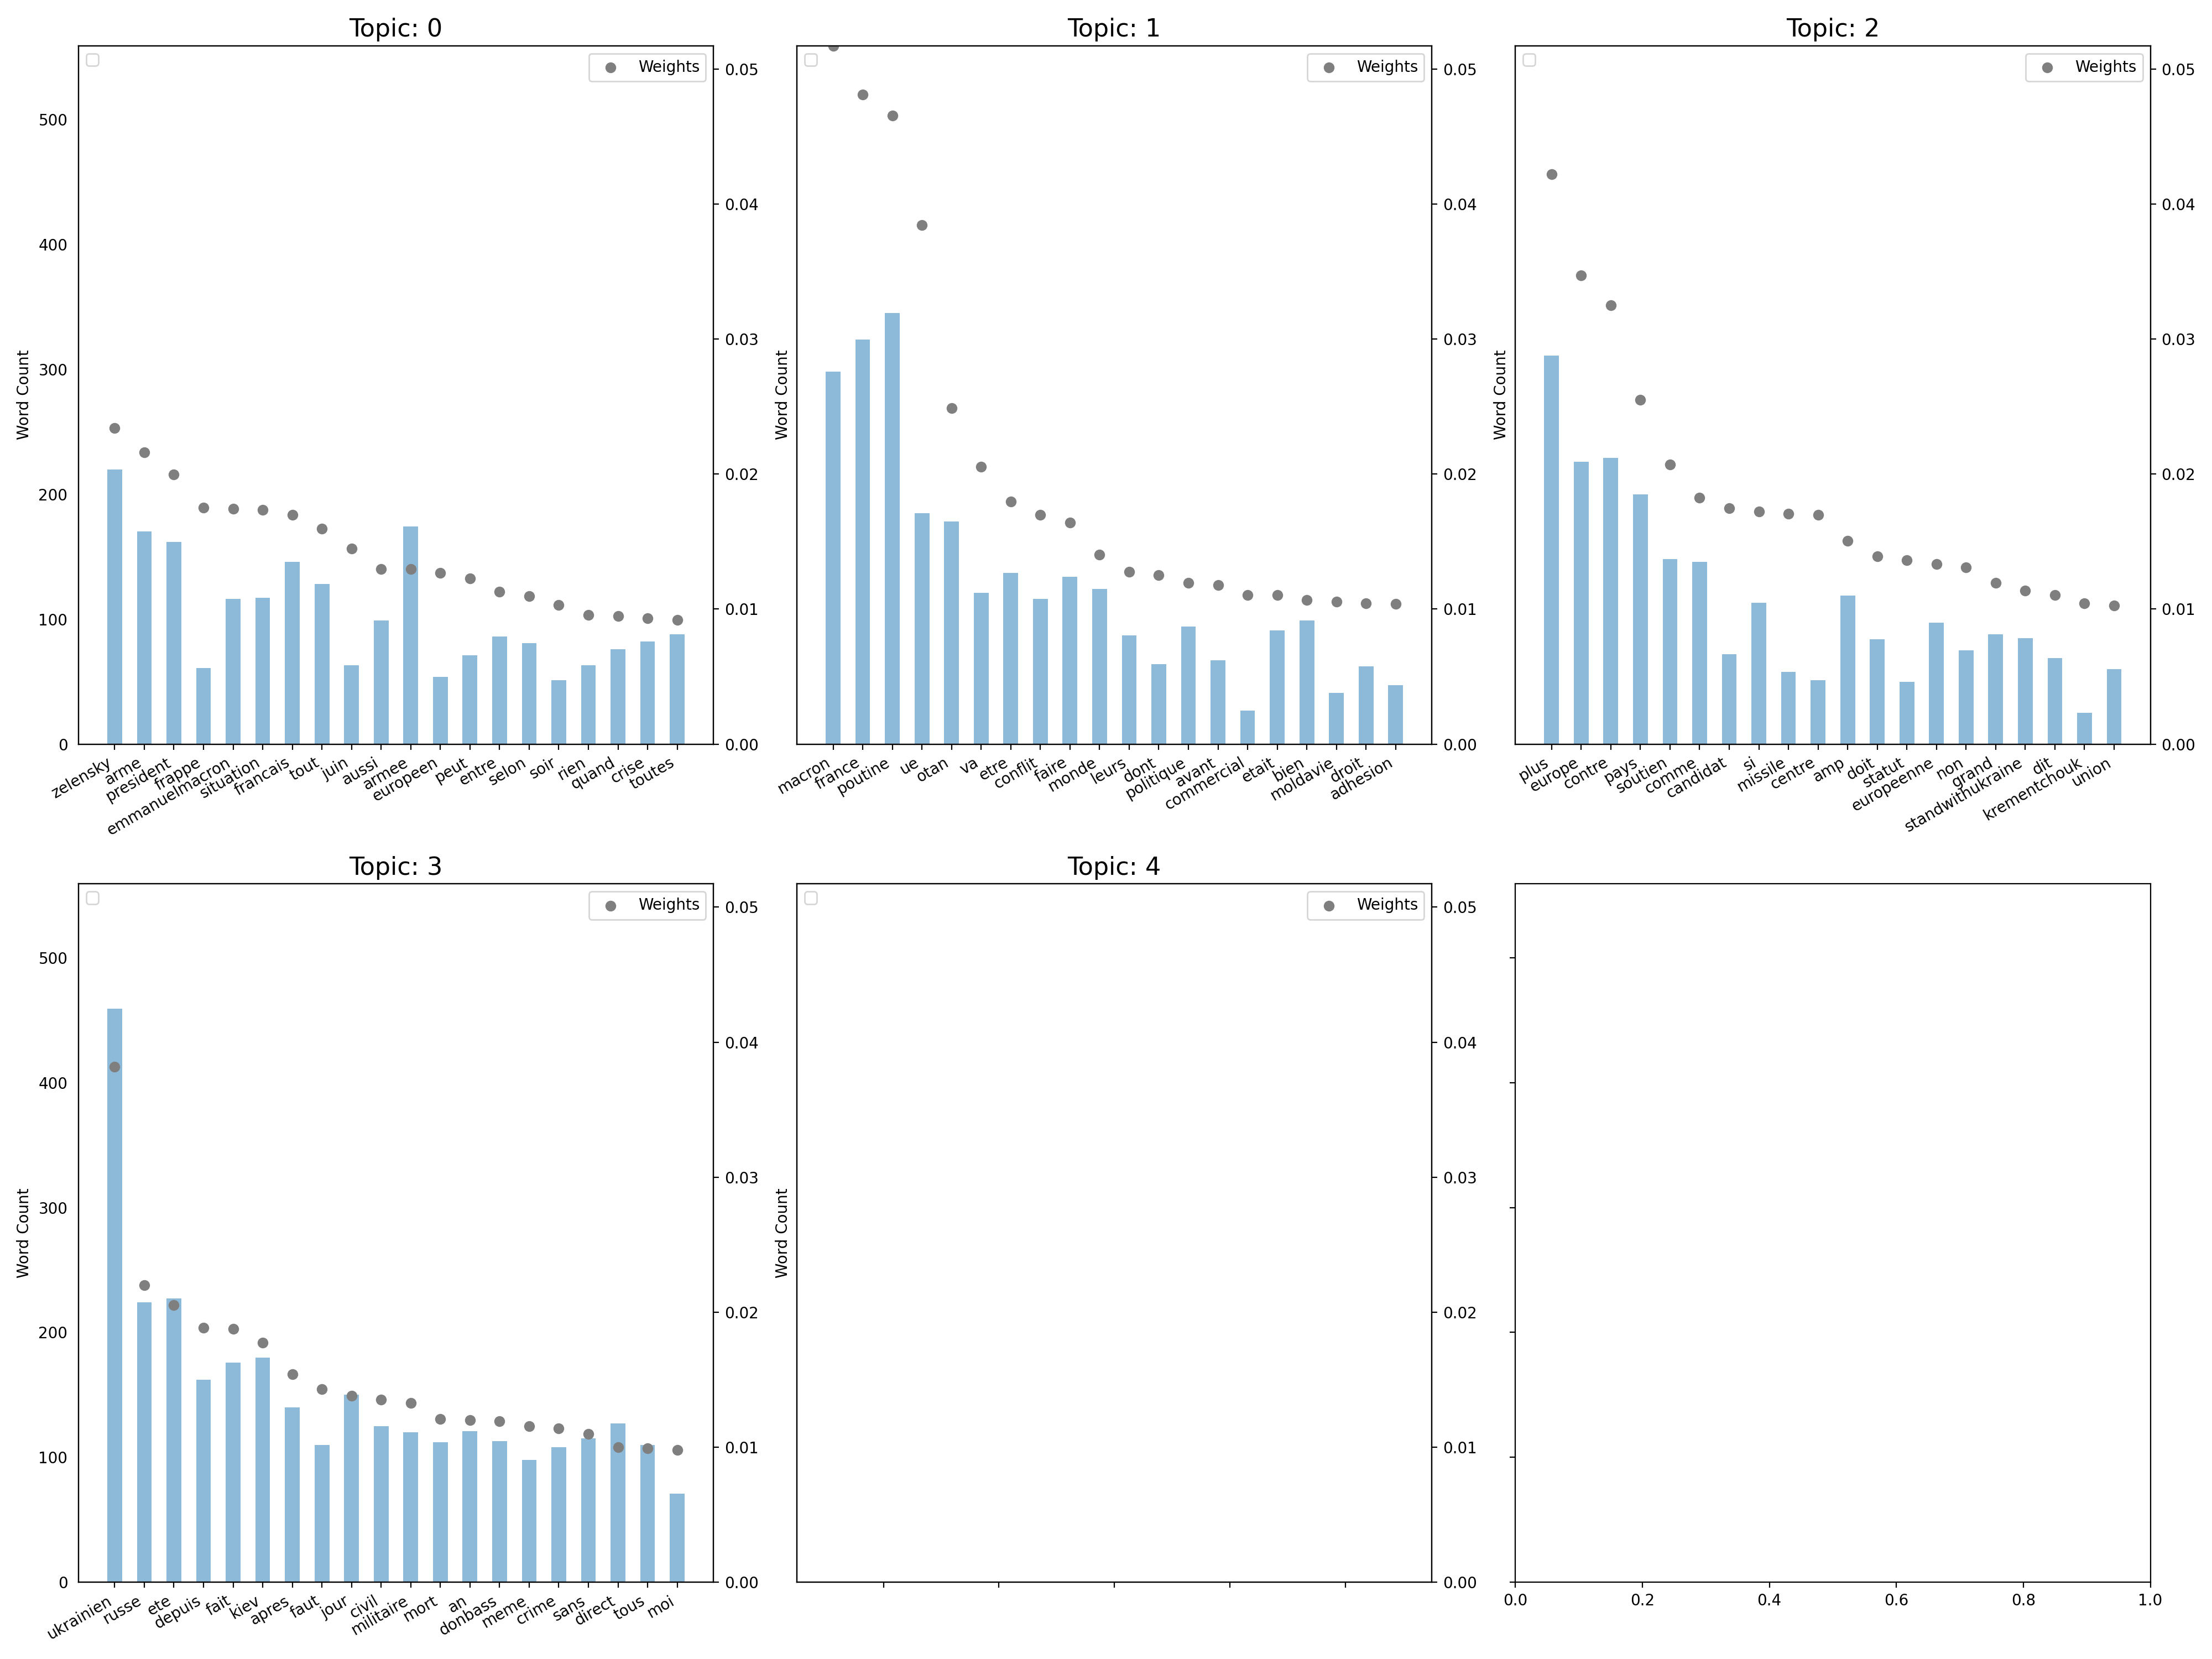 Topic: 0
Topic: 1
Topic: 2
Weights
Weights
Weights
Word Count
0
100
200
300
400
500
0.00
0.01
0.02
0.03
0.04
0.05
zelensky
arme
president
frappe
emmanuelmacron
situation
francais
tout
juin
aussi
armee
europeen
peut
entre
selon
soir
rien
quand
crise
toutes
Word Count
0.00
0.01
0.02
0.03
0.04
0.05
macron
france
poutine
ue
otan
va
etre
conflit
faire
monde
leurs
dont
politique
avant
commercial
etait
bien
moldavie
droit
adhesion
Word Count
0.00
0.01
0.02
0.03
0.04
0.05
plus
europe
contre
pays
soutien
comme
candidat
si
missile
centre
amp
doit
statut
europeenne
non
grand
standwithukraine
dit
krementchouk
union
Topic: 3
Topic: 4
Weights
Weights
Word Count
0
100
200
300
400
500
0.00
0.01
0.02
0.03
0.04
0.05
ukrainien
russe
ete
depuis
fait
kiev
apres
faut
jour
civil
militaire
mort
an
donbass
meme
crime
sans
direct
tous
moi
Word Count
0.00
0.01
0.02
0.03
0.04
0.05
0.0
0.2
0.4
0.6
0.8
1.0